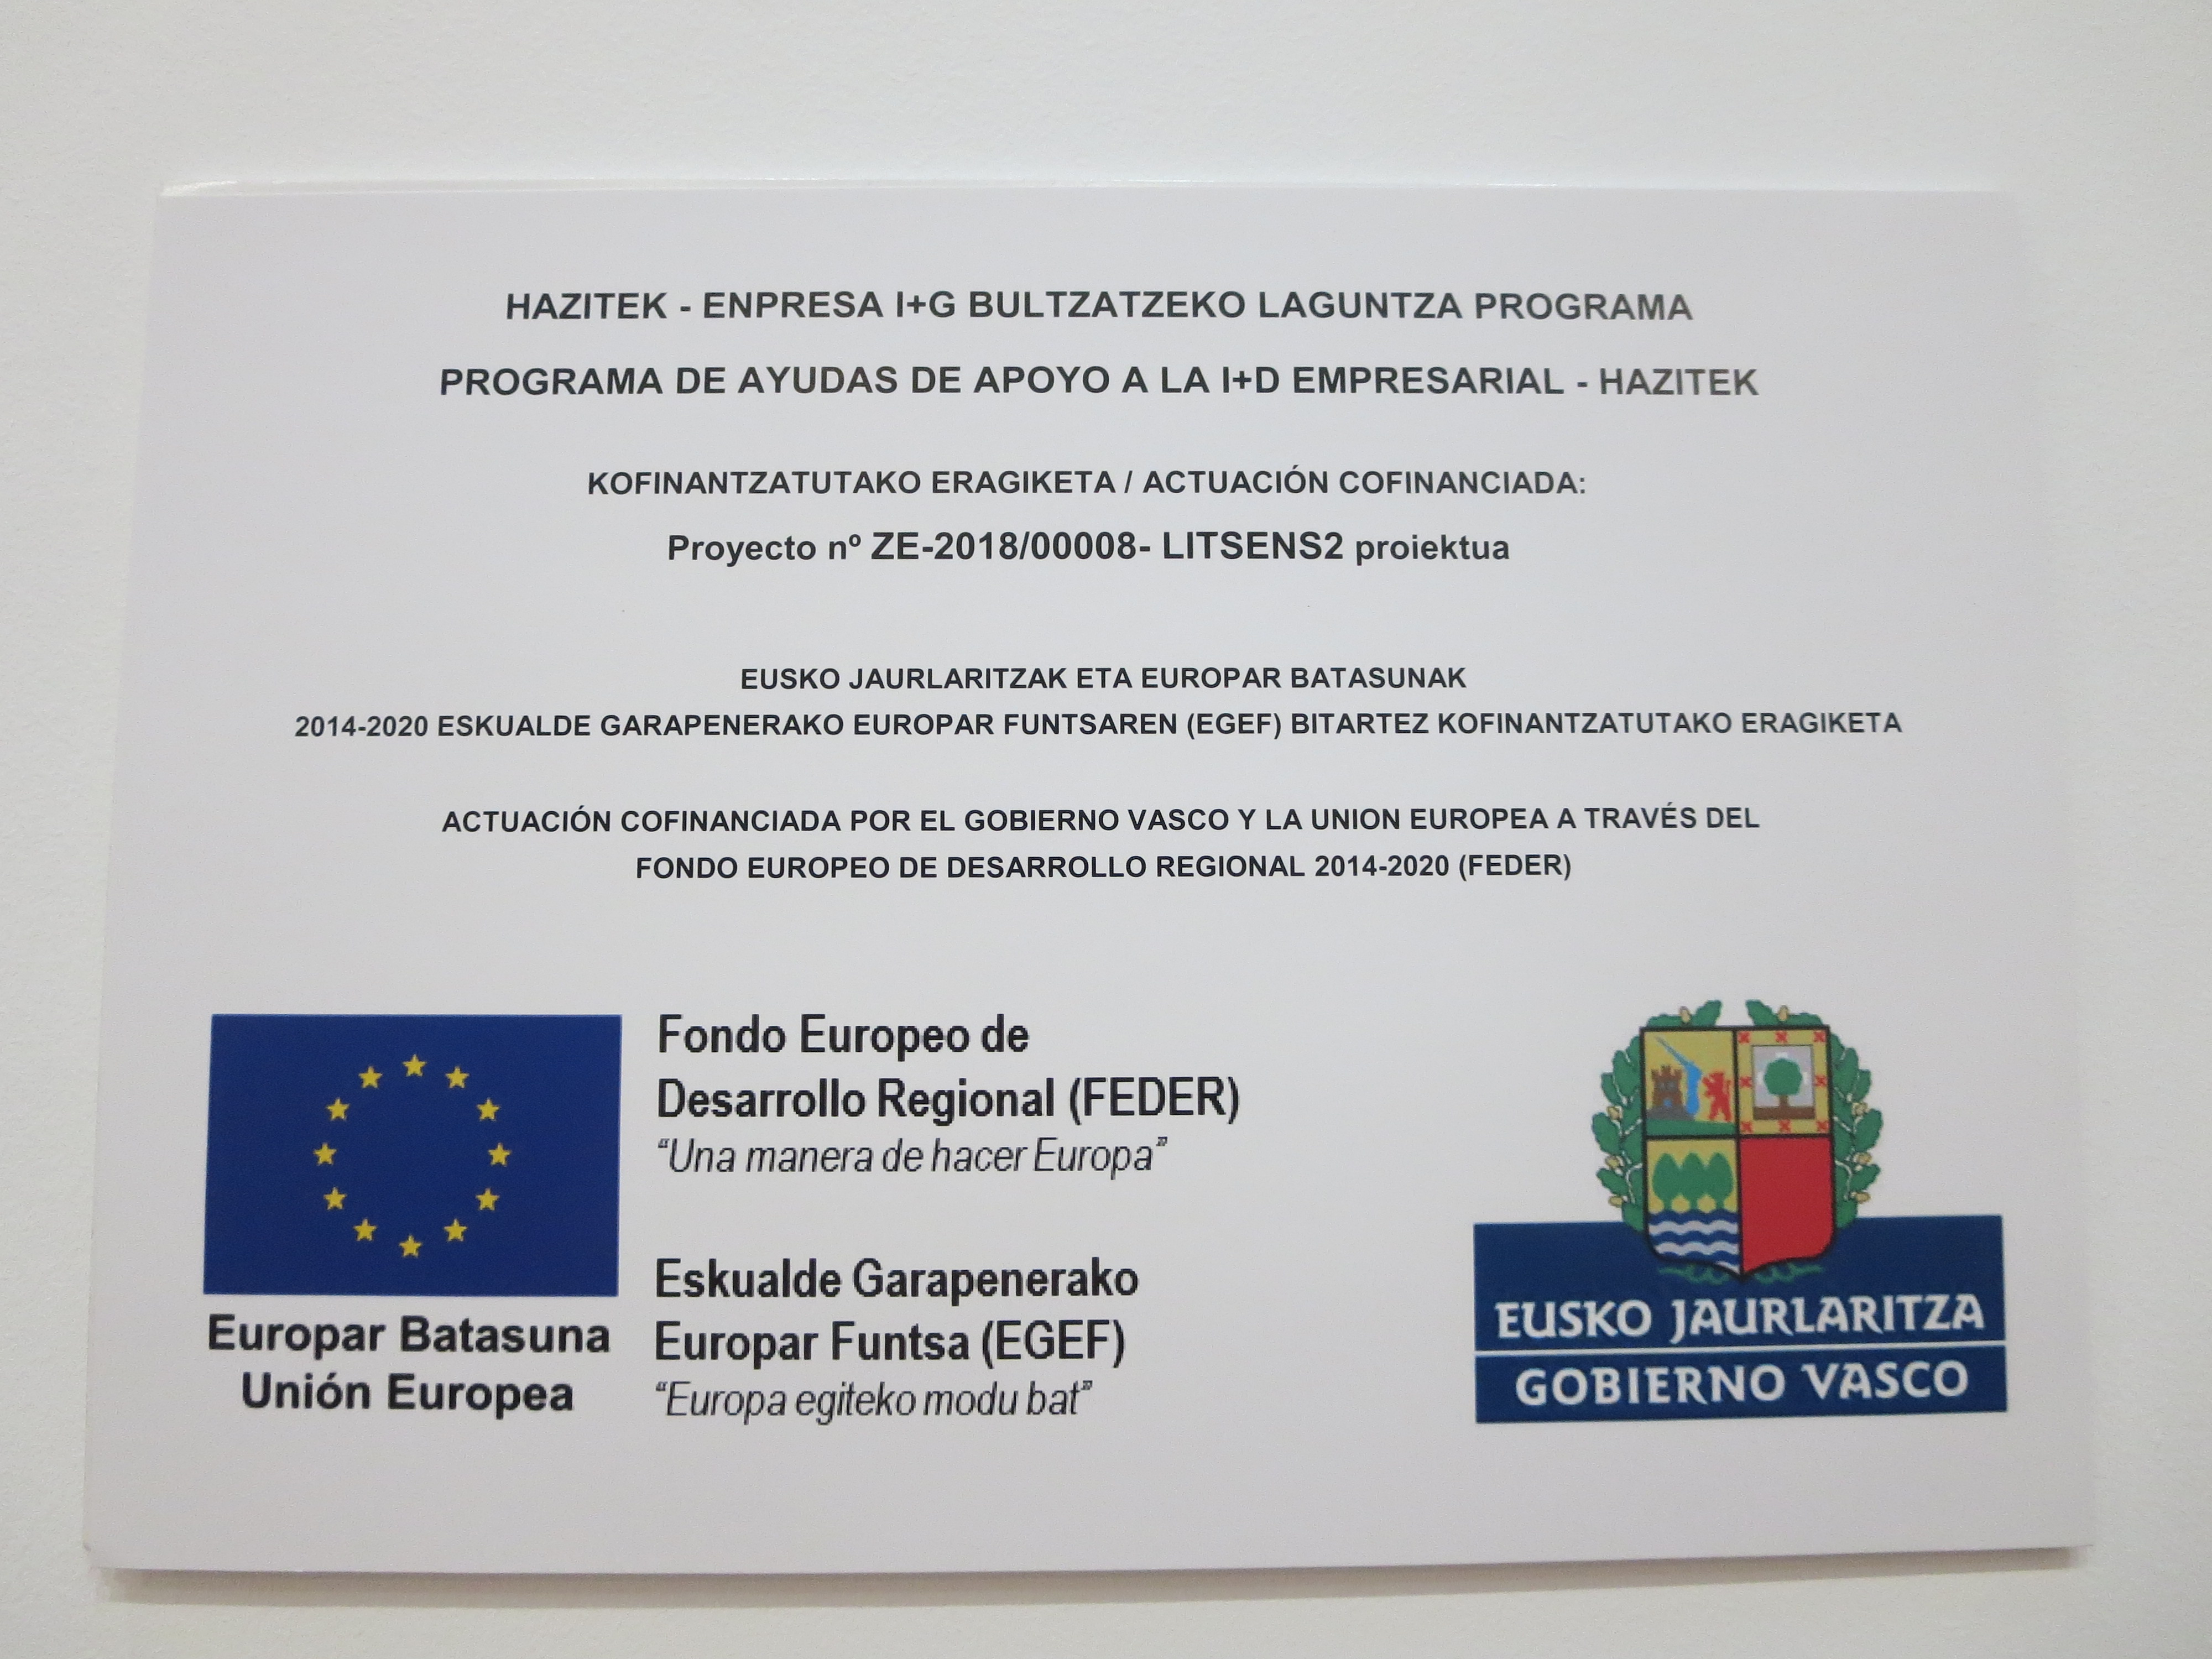 HAZITEK - ENPRESA I+G BULTZATZEKO LAGUNTZA PROGRAMA
PROGRAMA DE AYUDAS DE APOYO A LA I+D EMPRESARIAL - HAZITEK
KOFINANTZATUTAKO ERAGIKETA / ACTUACIÓN COFINANCIADA:
Proyecto nº ZE-2018/00008- LITSENS2 proiektua
EUSKO JAURLARITZAK ETA EUROPAR BATASUNAK
2014-2020 ESKUALDE GARAPENERAKO EUROPAR FUNTSAREN (EGEF) BITARTEZ KOFINANTZATUTAKO ERAGIKETA
ACTUACIÓN COFINANCIADA POR EL GOBIERNO VASCO Y LA UNION EUROPEA A TRAVÉS DEL
FONDO EUROPEO DE DESARROLLO REGIONAL 2014-2020 (FEDER)
Europar Batasuna
Unión Europea
Fondo Europeo de
Desarrollo Regional (FEDER)
“Una manera de hacer Europa”
Eskualde Garapenerako
Europar Funtsa (EGEF)
“Europa egiteko modu bat”
EUSKO JAURLARITZA
GOBIERNO VASCO